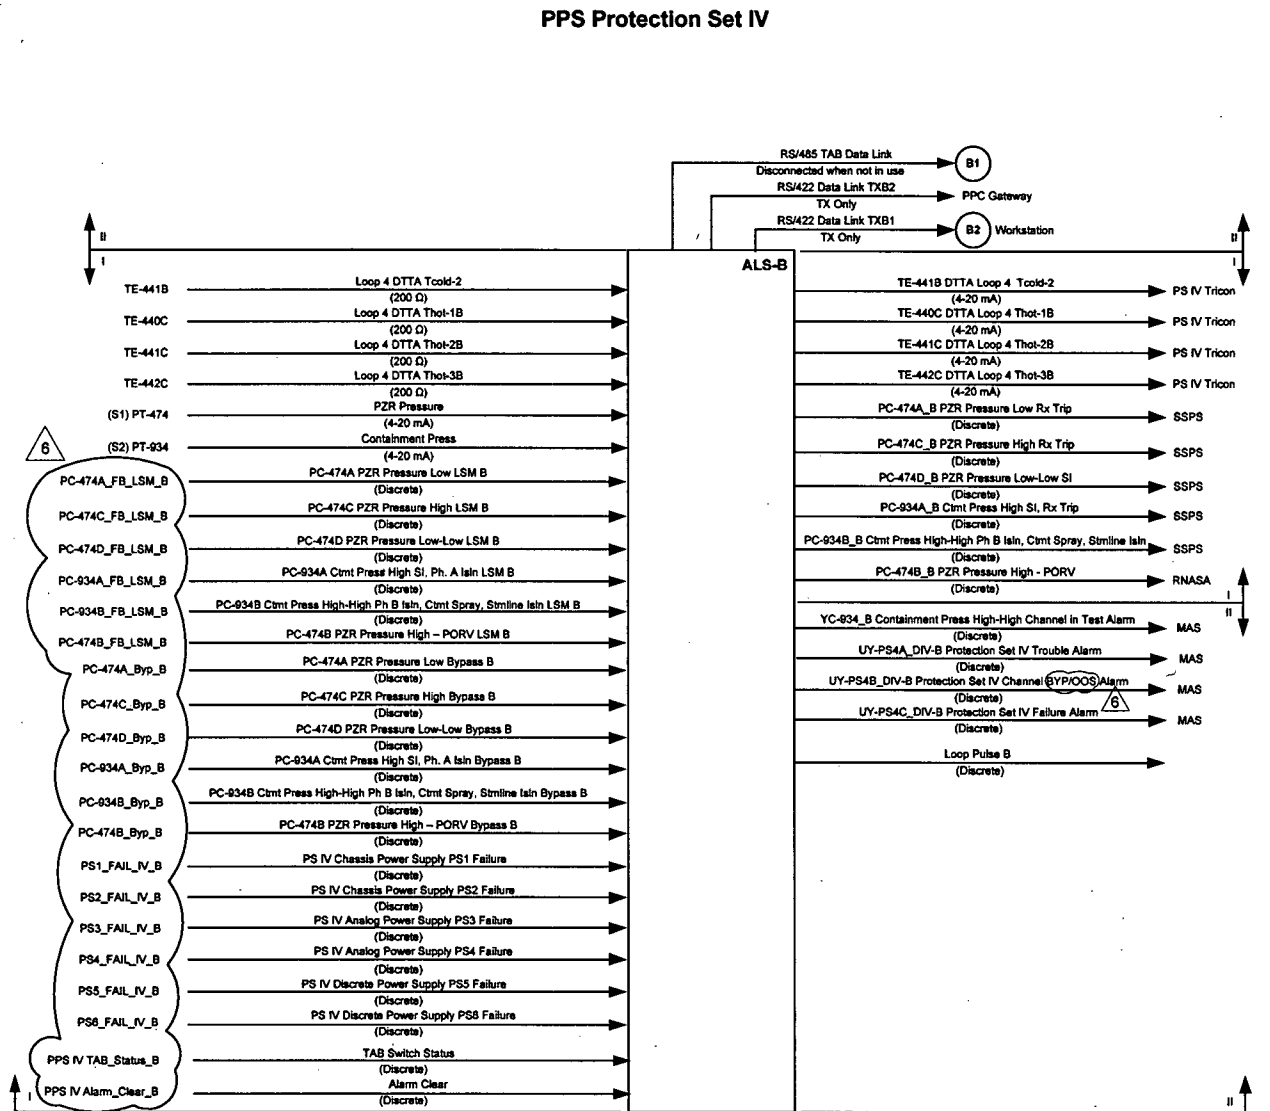 PPS Protection Set IV
RS/485 TAB Data Link
Disconnected when not in use
B1
RS/422 Data Link TXB2
TX Only
PPC Gateway
RS/422 Data Link TXB1
TX Only
B2
Workstation
II
I
II
I
ALS-B
TE-441B
Loop 4 DTTA Tcold-2
(200 Ω)
TE-440C
Loop 4 DTTA Thot-1B
(200 Ω)
TE-441C
Loop 4 DTTA Thot-2B
(200 Ω)
TE-442C
Loop 4 DTTA Thot-3B
(200 Ω)
(S1) PT-474
PZR Pressure
(4-20 mA)
(S2) PT-934
Containment Press
(4-20 mA)
6
PC-474A_FB_LSM_B
PC-474A PZR Pressure Low LSM B
(Discrete)
PC-474C_FB_LSM_B
PC-474C PZR Pressure High LSM B
(Discrete)
PC-474D_FB_LSM_B
PC-474D PZR Pressure Low-Low LSM B
(Discrete)
PC-934A_FB_LSM_B
PC-934A Ctmt Press High SI, Ph. A Isln LSM B
(Discrete)
PC-934B_FB_LSM_B
PC-934B Ctmt Press High-High Ph B Isln, Ctmt Spray, Stmline Isln LSM B
(Discrete)
PC-474B_FB_LSM_B
PC-474B PZR Pressure High – PORV LSM B
(Discrete)
PC-474A_Byp_B
PC-474A PZR Pressure Low Bypass B
(Discrete)
PC-474C_Byp_B
PC-474C PZR Pressure High Bypass B
(Discrete)
PC-474D_Byp_B
PC-474D PZR Pressure Low-Low Bypass B
(Discrete)
PC-934A_Byp_B
PC-934A Ctmt Press High SI, Ph. A Isln Bypass B
(Discrete)
PC-934B_Byp_B
PC-934B Ctmt Press High-High Ph B Isln, Ctmt Spray, Stmline Isln Bypass B
(Discrete)
PC-474B_Byp_B
PC-474B PZR Pressure High – PORV Bypass B
(Discrete)
PS1_FAIL_IV_B
PS IV Chassis Power Supply PS1 Failure
(Discrete)
PS2_FAIL_IV_B
PS IV Chassis Power Supply PS2 Failure
(Discrete)
PS3_FAIL_IV_B
PS IV Analog Power Supply PS3 Failure
(Discrete)
PS4_FAIL_IV_B
PS IV Analog Power Supply PS4 Failure
(Discrete)
PS5_FAIL_IV_B
PS IV Discrete Power Supply PS5 Failure
(Discrete)
PS6_FAIL_IV_B
PS IV Discrete Power Supply PS6 Failure
(Discrete)
PPS IV TAB_Status_B
TAB Switch Status
(Discrete)
PPS IV Alarm_Clear_B
Alarm Clear
(Discrete)
I
TE-441B DTTA Loop 4 Tcold-2
(4-20 mA)
PS IV Tricon
TE-440C DTTA Loop 4 Thot-1B
(4-20 mA)
PS IV Tricon
TE-441C DTTA Loop 4 Thot-2B
(4-20 mA)
PS IV Tricon
TE-442C DTTA Loop 4 Thot-3B
(4-20 mA)
PS IV Tricon
PC-474A_B PZR Pressure Low Rx Trip
(Discrete)
SSPS
PC-474C_B PZR Pressure High Rx Trip
(Discrete)
SSPS
PC-474D_B PZR Pressure Low-Low SI
(Discrete)
SSPS
PC-934A_B Ctmt Press High SI, Rx Trip
(Discrete)
SSPS
PC-934B_B Ctmt Press High-High Ph B Isln, Ctmt Spray, Stmline Isln
(Discrete)
SSPS
PC-474B_B PZR Pressure High - PORV
(Discrete)
RNASA
I
II
YC-934_B Containment Press High-High Channel in Test Alarm
(Discrete)
MAS
UY-PS4A_DIV-B Protection Set IV Trouble Alarm
(Discrete)
MAS
UY-PS4B_DIV-B Protection Set IV Channel BYP/OOS Alarm
(Discrete)
MAS
6
UY-PS4C_DIV-B Protection Set IV Failure Alarm
(Discrete)
MAS
Loop Pulse B
(Discrete)
II